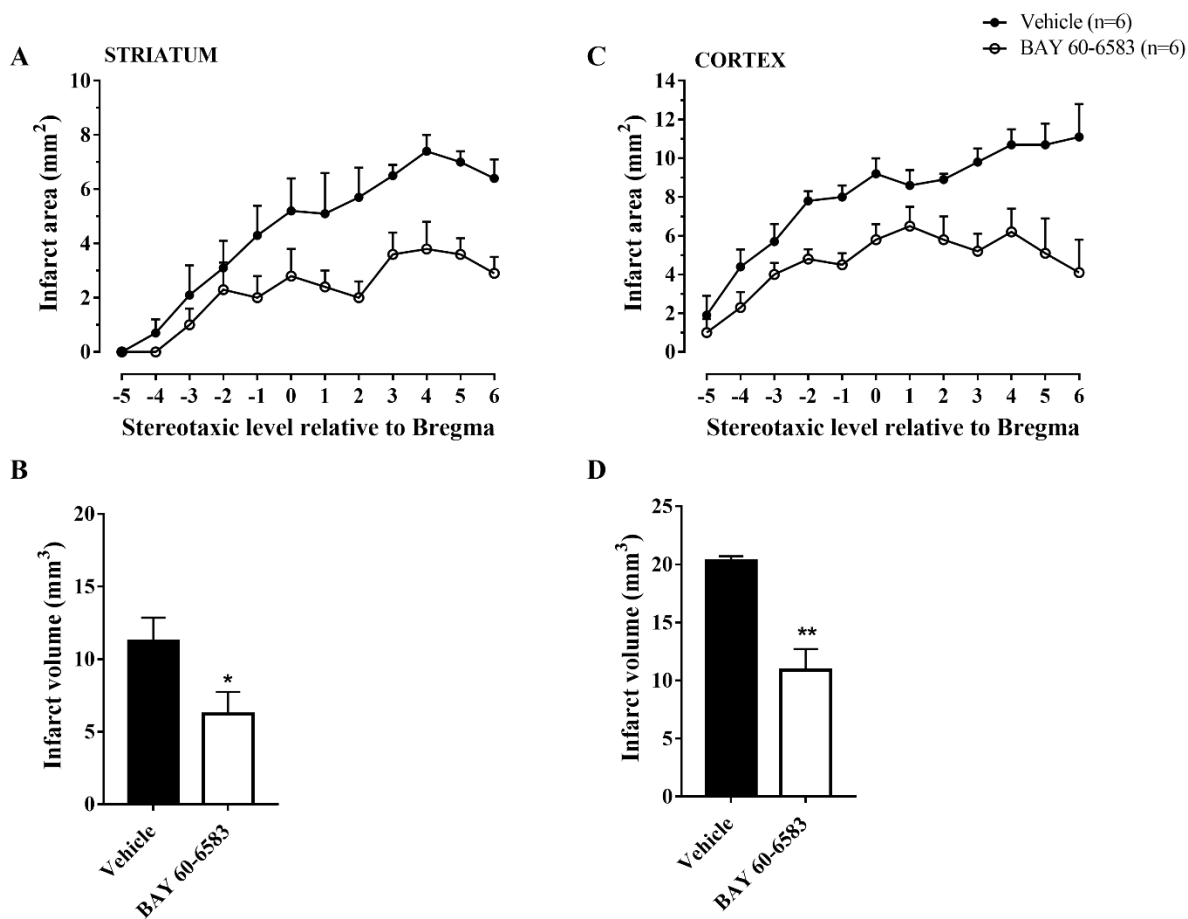 Vehicle (n=6)
BAY 60-6583 (n=6)
A STRIATUM
Infarct area (mm²)
10
8
6
4
2
0
-5 -4 -3 -2 -1 0 1 2 3 4 5 6
Stereotaxic level relative to Bregma
C CORTEX
Infarct area (mm²)
14
12
10
8
6
4
2
0
-5 -4 -3 -2 -1 0 1 2 3 4 5 6
Stereotaxic level relative to Bregma
B
Infarct volume (mm³)
20
15
10
5
0
*
Vehicle
BAY 60-6583
D
Infarct volume (mm³)
25
20
15
10
5
0
**
Vehicle
BAY 60-6583